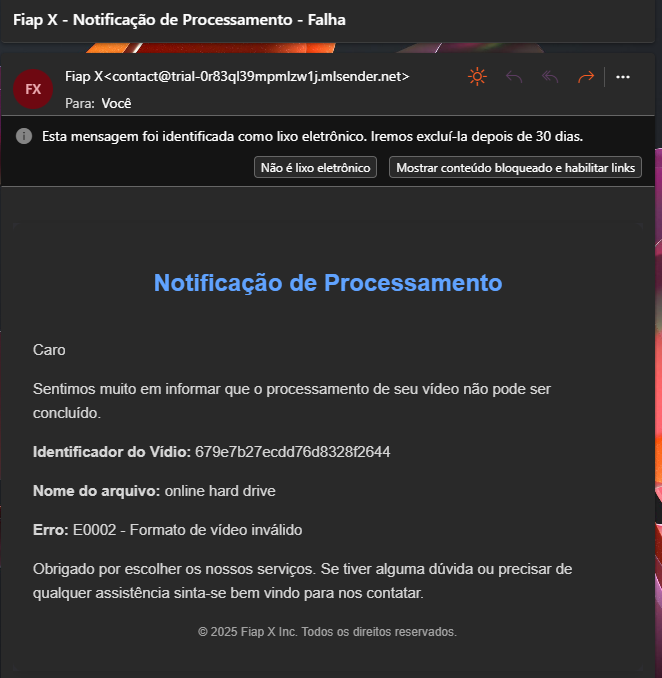 Fiap X - Notificação de Processamento - Falha
Fiap X<contact@trial-0r83ql39mpmlzw1j.mlsender.net>
FX
Para: Você
Esta mensagem foi identificada como lixo eletrônico. Iremos excluí-la depois de 30 dias.
Não é lixo eletrônico
Mostrar conteúdo bloqueado e habilitar links
Notificação de Processamento
Caro
Sentimos muito em informar que o processamento de seu vídeo não pode ser
concluído.
Identificador do Vídio: 679e7b27ecdd76d8328f2644
Nome do arquivo: online hard drive
Erro: E0002 - Formato de vídeo inválido
Obrigado por escolher os nossos serviços. Se tiver alguma dúvida ou precisar de
qualquer assistência sinta-se bem vindo para nos contatar.
© 2025 Fiap X Inc. Todos os direitos reservados.